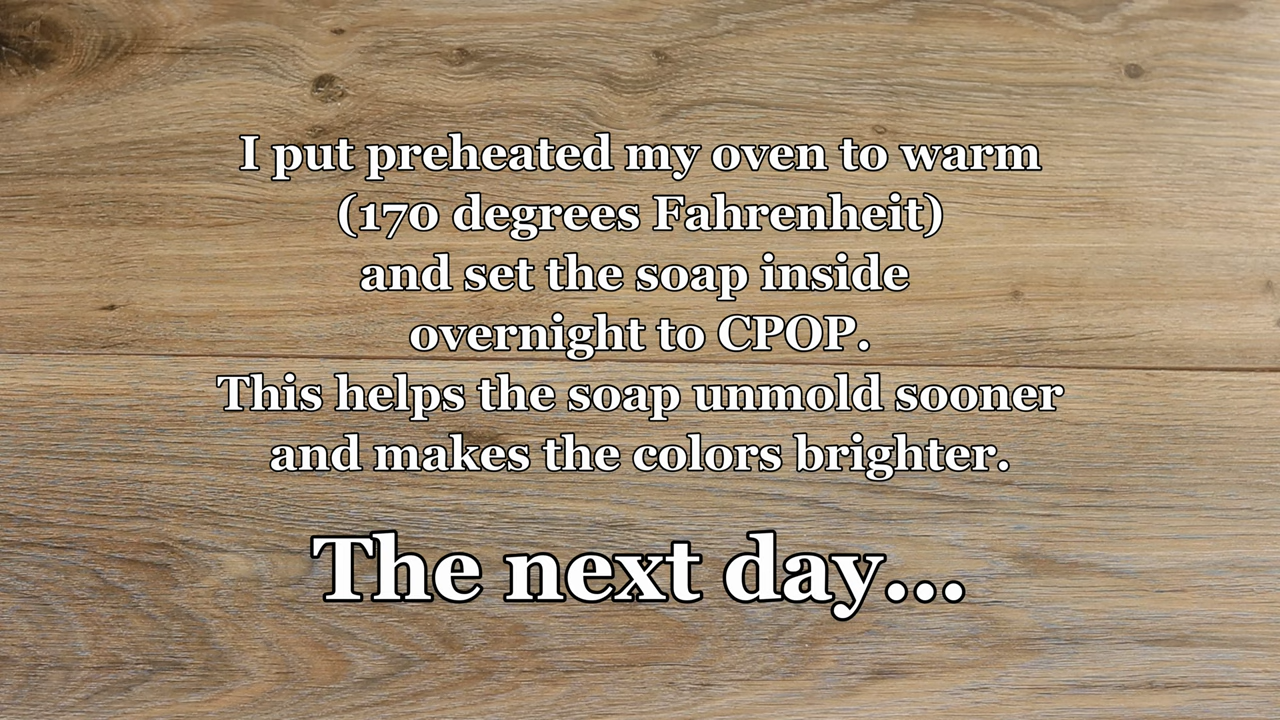 I put preheated my oven to warm
(170 degrees Fahrenheit)
and set the soap inside
overnight to CPOP.
This helps the soap unmold sooner
and makes the colors brighter.
The next day...